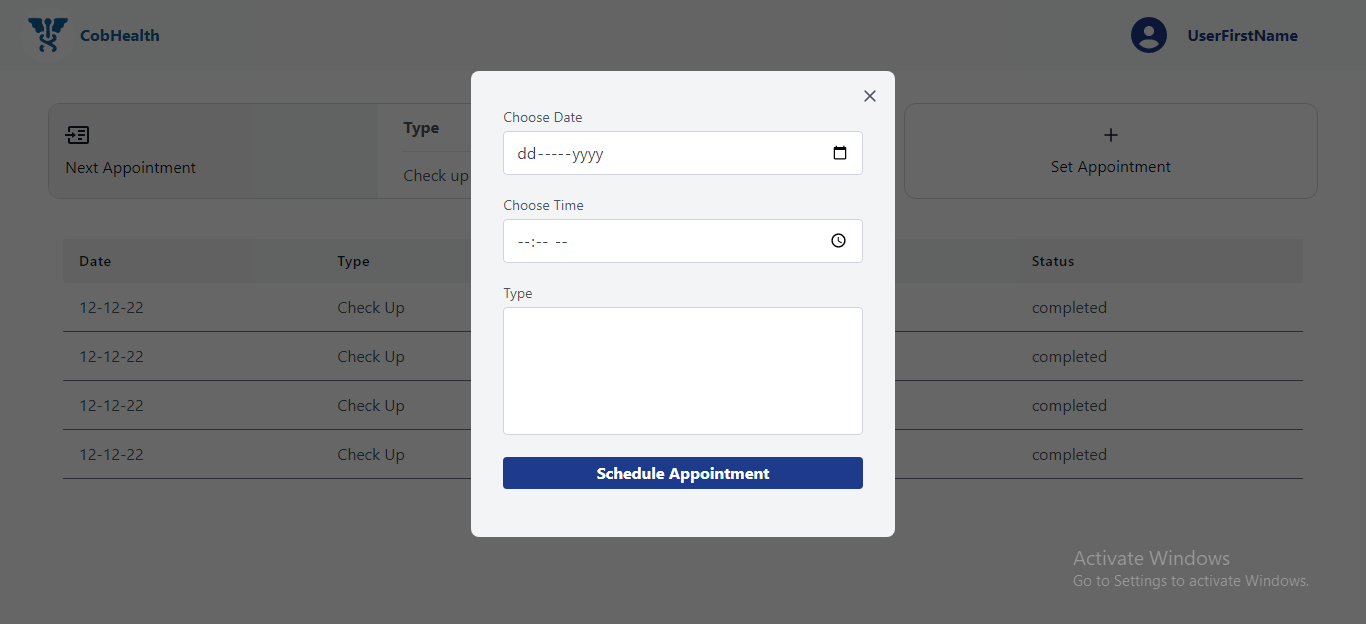 CobHealth
UserFirstName
Next Appointment
Type
Check up
Set Appointment
Choose Date
dd-----yyyy
Choose Time
--:-- --
Type
Schedule Appointment
Date Type Status
12-12-22 Check Up completed
12-12-22 Check Up completed
12-12-22 Check Up completed
12-12-22 Check Up completed
Activate Windows
Go to Settings to activate Windows.